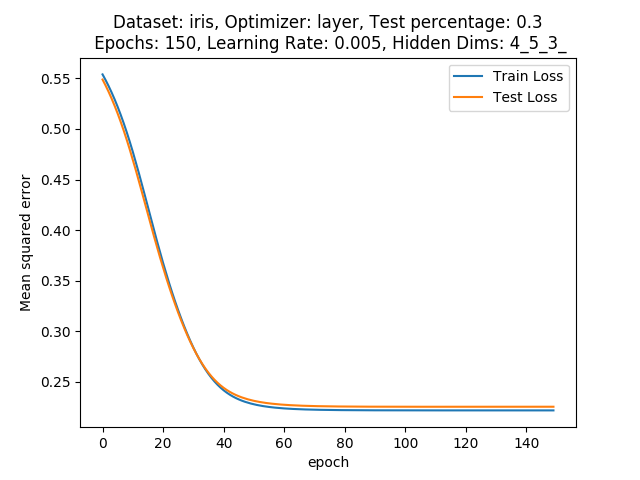 Dataset: iris, Optimizer: layer, Test percentage: 0.3
Epochs: 150, Learning Rate: 0.005, Hidden Dims: 4_5_3_
Train Loss
Test Loss
Mean squared error
0.55
0.50
0.45
0.40
0.35
0.30
0.25
0 20 40 60 80 100 120 140
epoch